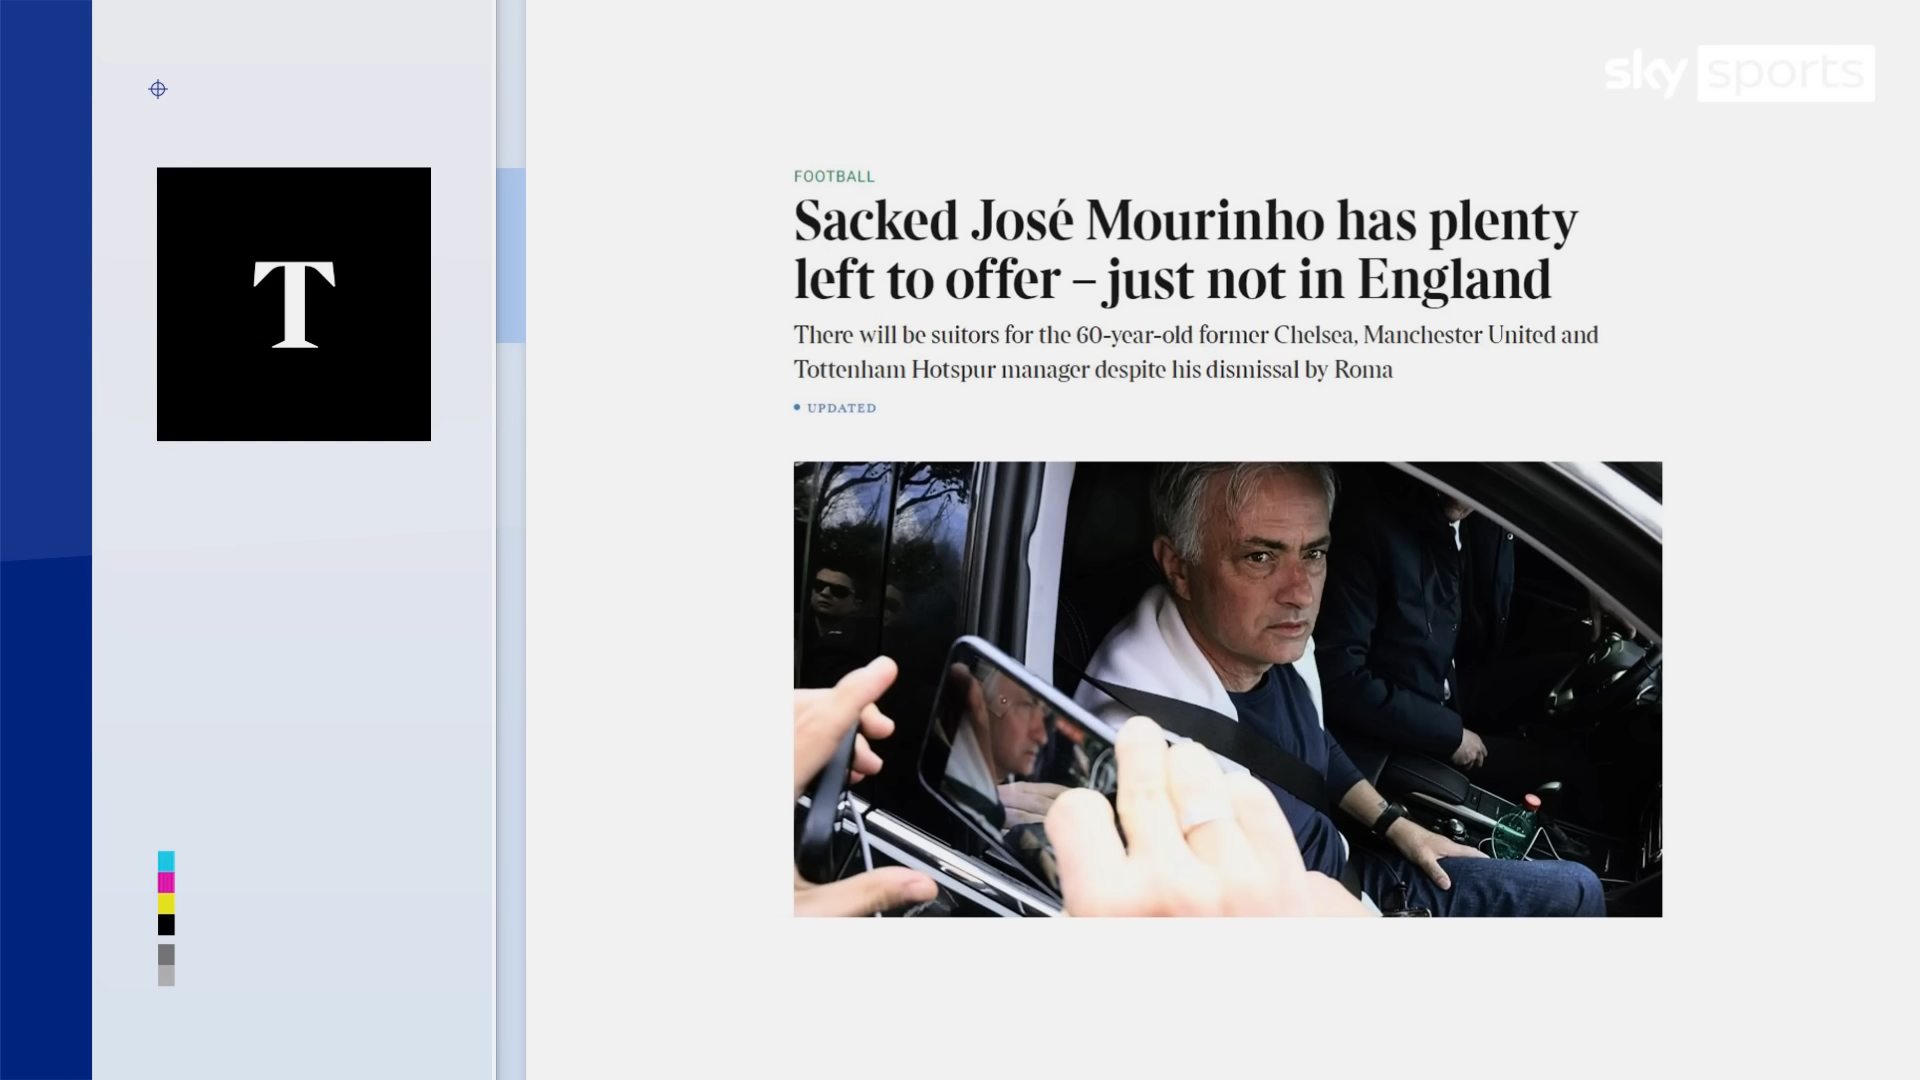 sky sports
T
FOOTBALL
Sacked José Mourinho has plenty
left to offer – just not in England
There will be suitors for the 60-year-old former Chelsea, Manchester United and
Tottenham Hotspur manager despite his dismissal by Roma
• UPDATED